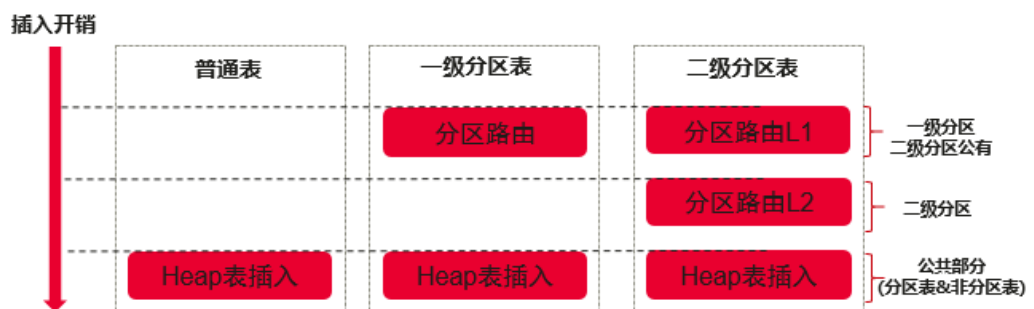 插入开销
普通表
一级分区表
二级分区表
分区路由
分区路由L1
一级分区
二级分区公有
分区路由L2
二级分区
Heap表插入
Heap表插入
Heap表插入
公共部分
(分区表&非分区表)